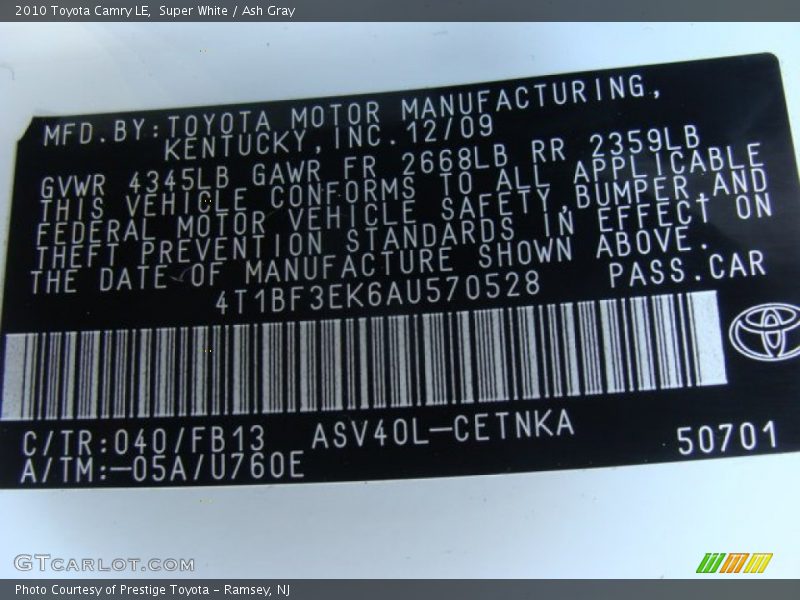 2010 Toyota Camry LE, Super White / Ash Gray
MFD. BY: TOYOTA MOTOR MANUFACTURING,
KENTUCKY, INC. 12/09
GVWR 4345LB GAWR FR 2668LB RR 2359LB
THIS VEHICLE CONFORMS TO ALL APPLICABLE
FEDERAL MOTOR VEHICLE SAFETY, BUMPER, AND
THEFT PREVENTION STANDARDS IN EFFECT ON
THE DATE OF MANUFACTURE SHOWN ABOVE.
4T1BF3EK6AU570528 PASS. CAR
C/TR: 040/FB13 ASV40L-CETNKA
A/TM: -05A/U760E 50701
GTCARLOT.COM
Photo Courtesy of Prestige Toyota - Ramsey, NJ